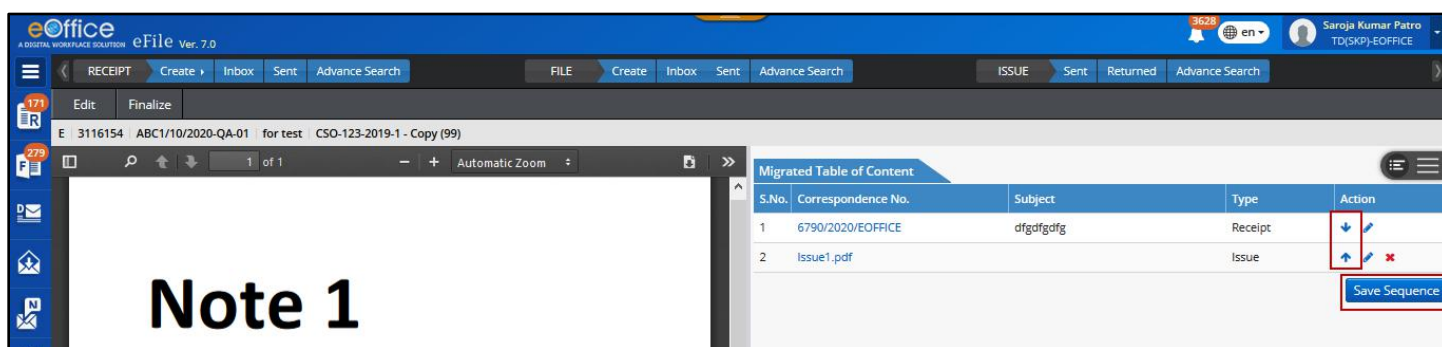 eOffice
A DIGITAL WORKPLACE SOLUTION eFile Ver. 7.0
3628
en
Saroja Kumar Patro
TD(SKP)-EOFFICE
RECEIPT Create Inbox Sent Advance Search FILE Create Inbox Sent Advance Search ISSUE Sent Returned Advance Search
171
R
Edit Finalize
E 3116154 ABC1/10/2020-QA-01 for test CSO-123-2019-1 - Copy (99)
279
F
1 of 1 Automatic Zoom
Migrated Table of Content
S.No. Correspondence No. Subject Type Action
1 6790/2020/EOFFICE dfgdfgdfg Receipt
2 Issue1.pdf Issue
Save Sequence
D
N
Note 1